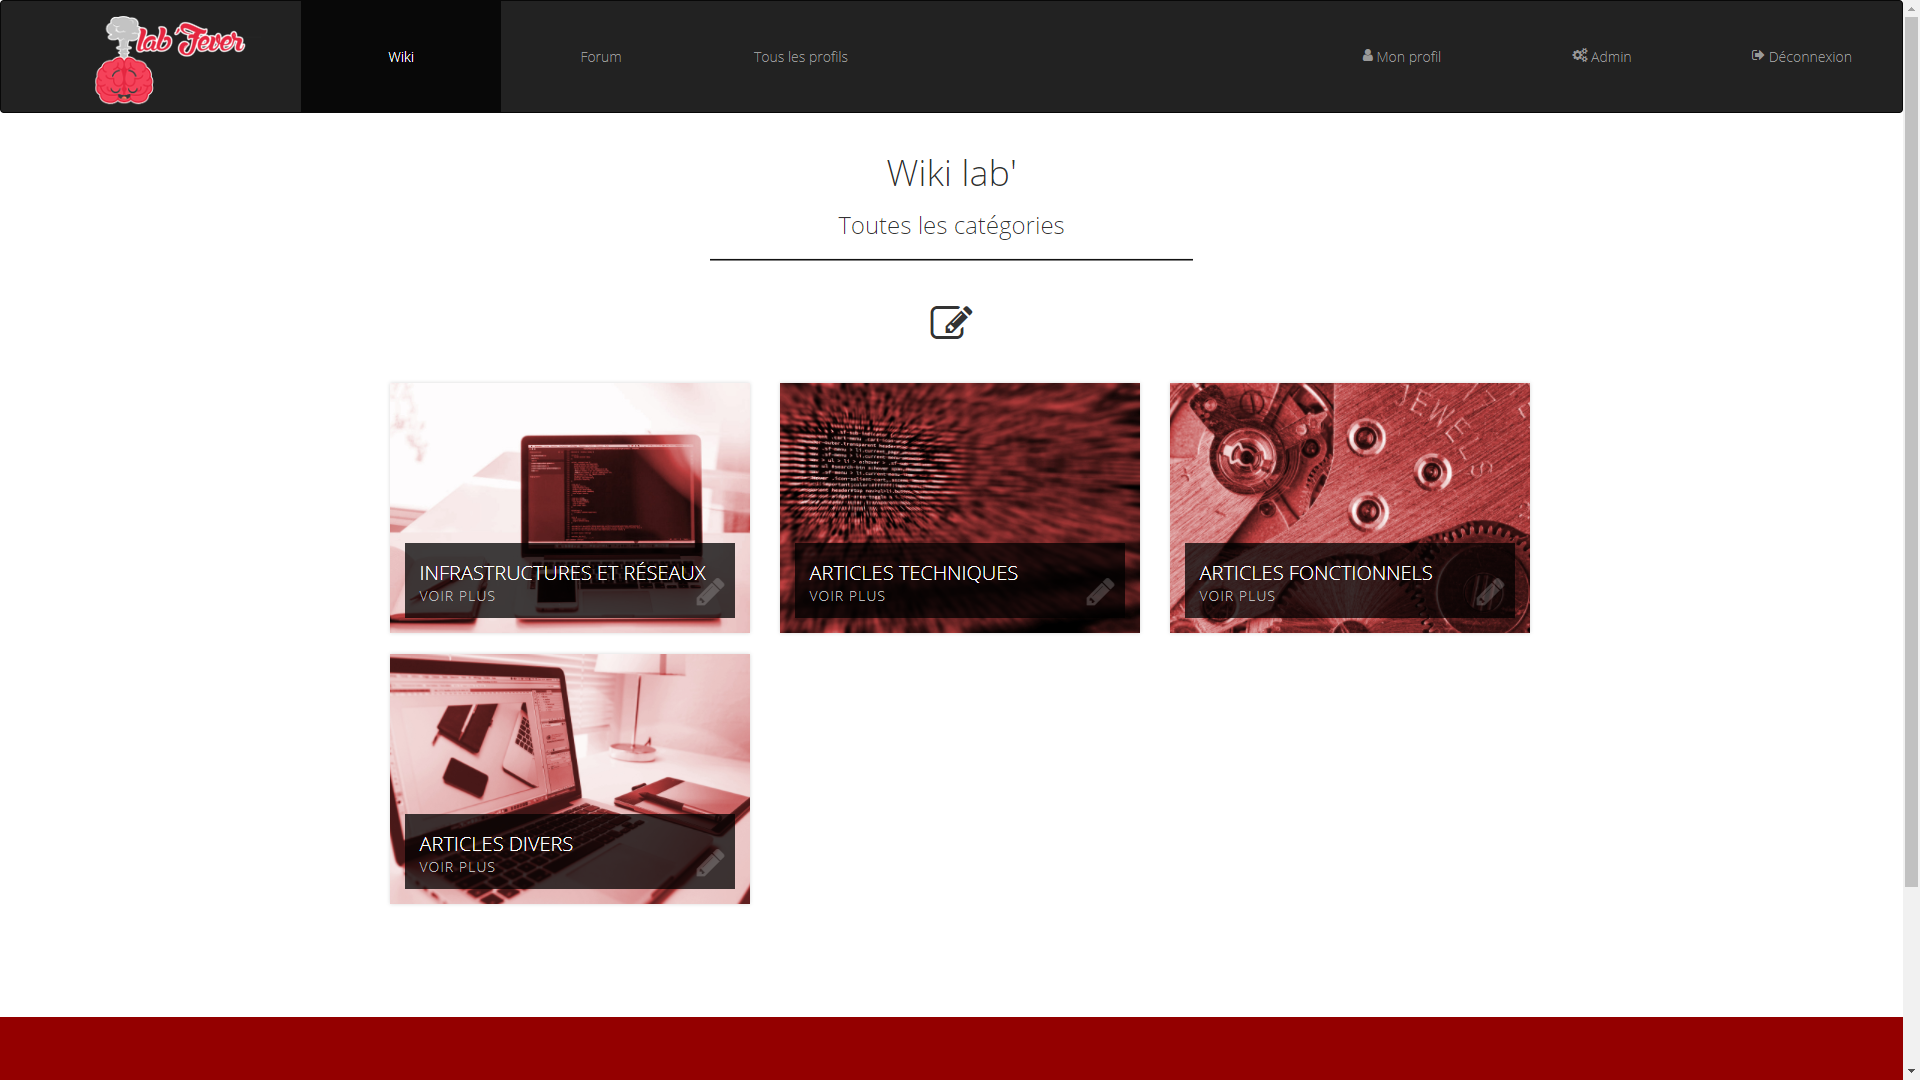 lab'Fever
Wiki
Forum
Tous les profils
Mon profil
Admin
Déconnexion
Wiki lab'
Toutes les catégories
JEWELS
INFRASTRUCTURES ET RÉSEAUX
VOIR PLUS
ARTICLES TECHNIQUES
VOIR PLUS
ARTICLES FONCTIONNELS
VOIR PLUS
ARTICLES DIVERS
VOIR PLUS